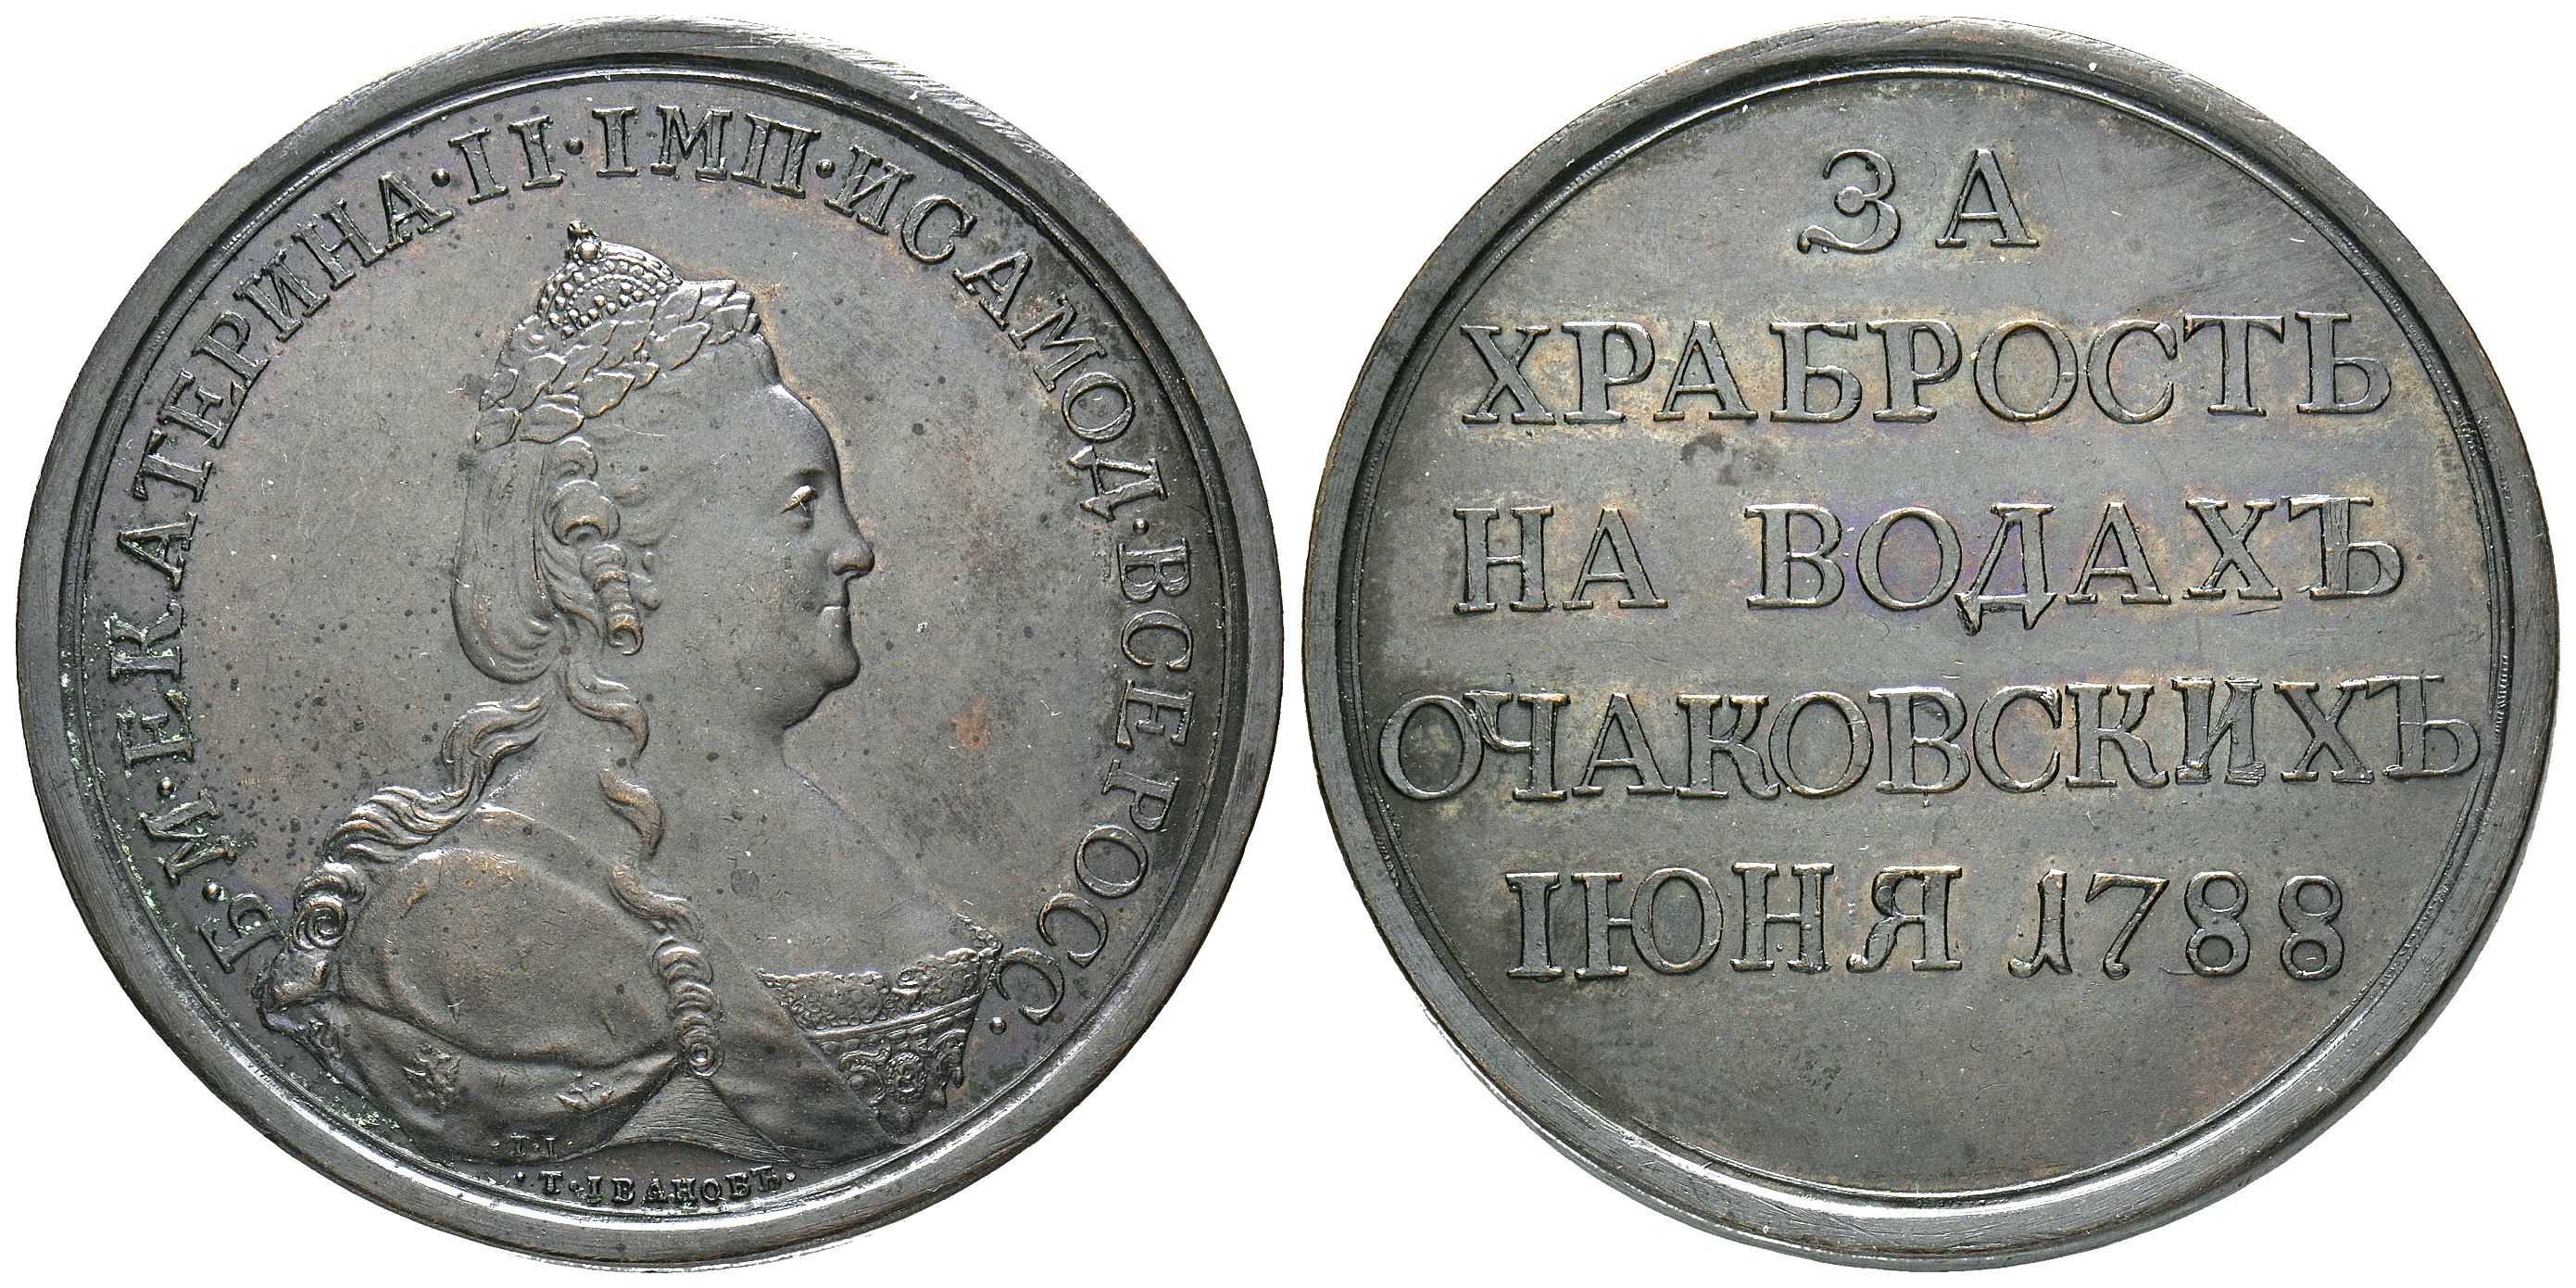 Б·М·ЕКАТЕРИНА·II·IМП·ИСАМОД·ВСЕРОСС·
·Т·I·
·Т·IВАНОВЪ·
ЗА
ХРАБРОСТЬ
НА ВОДАХЪ
ОЧАКОВСКИХЪ
IЮНЯ 1788